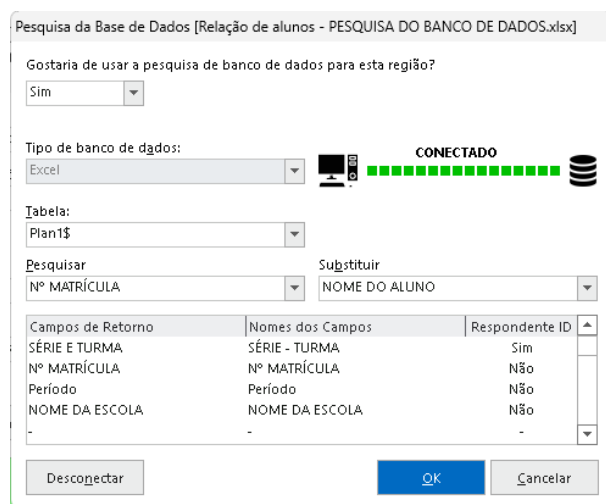 Pesquisa da Base de Dados [Relação de alunos - PESQUISA DO BANCO DE DADOS.xlsx]
Gostaria de usar a pesquisa de banco de dados para esta região?
Sim
Tipo de banco de dados:
Excel
CONECTADO
Tabela:
Plan1$
Pesquisar Substituir
Nº MATRÍCULA NOME DO ALUNO
Campos de Retorno Nomes dos Campos Respondente ID
SÉRIE E TURMA SÉRIE - TURMA Sim
Nº MATRÍCULA Nº MATRÍCULA Não
Período Período Não
NOME DA ESCOLA NOME DA ESCOLA Não
- - -
Desconectar OK Cancelar